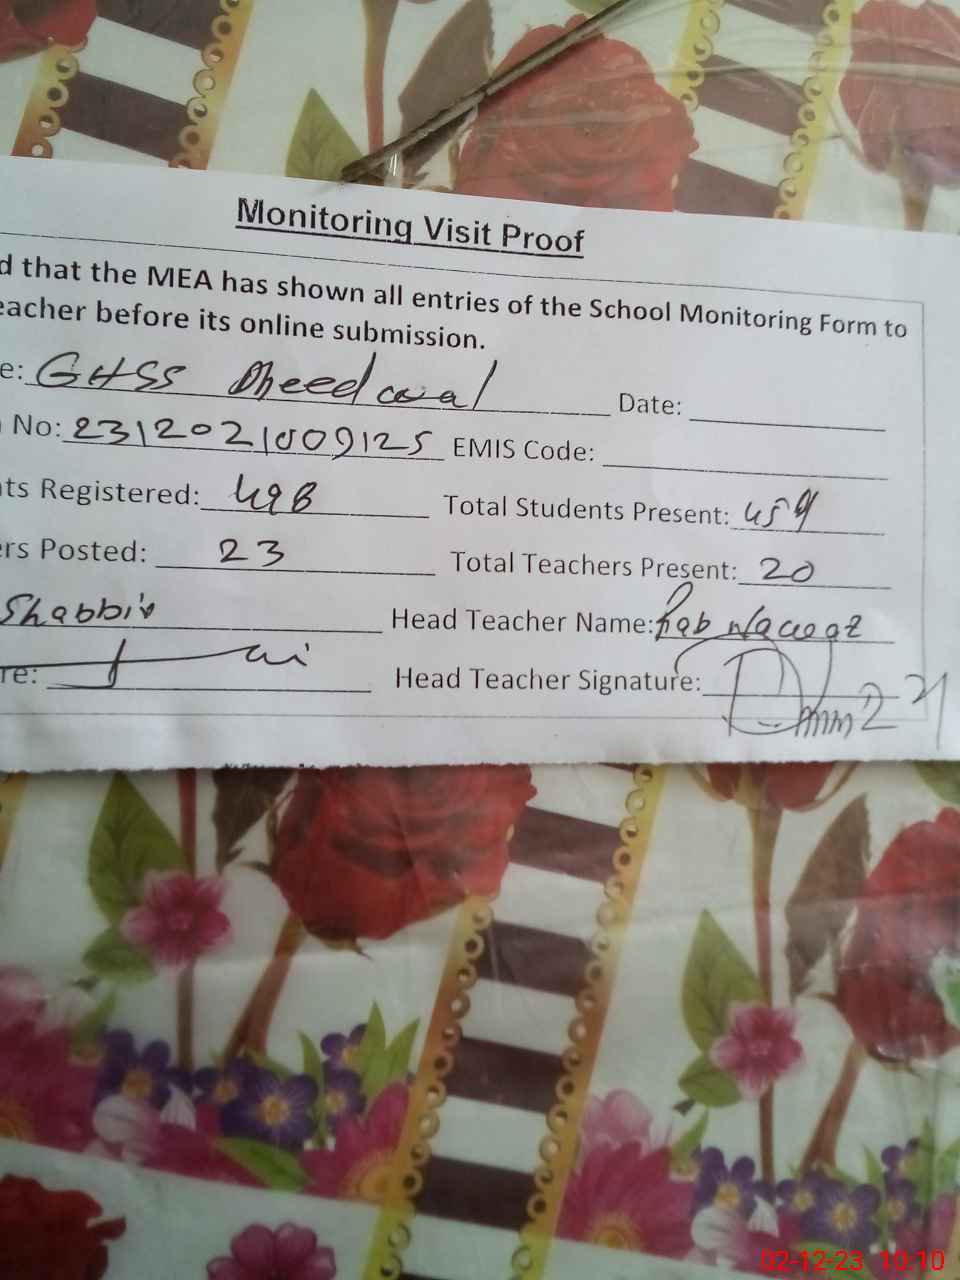 Monitoring Visit Proof
d that the MEA has shown all entries of the School Monitoring Form to
eacher before its online submission.
e: GHSS Dheedwal Date:
No: 2312021009125 EMIS Code:
ts Registered: 498 Total Students Present: 459
ers Posted: 23 Total Teachers Present: 20
Shabbir Head Teacher Name: Rab Nawaz
re: Head Teacher Signature:
02-12-23 10:10